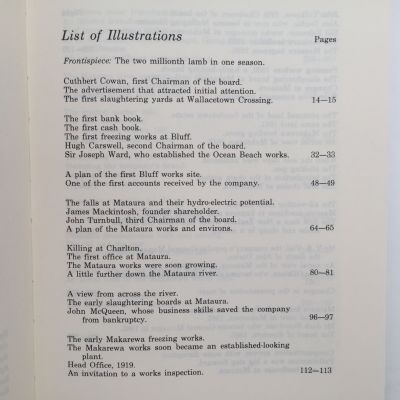 List of Illustrations Pages
Frontispiece: The two millionth lamb in one season.
Cuthbert Cowan, first Chairman of the board.
The advertisement that attracted initial attention.
The first slaughtering yards at Wallacetown Crossing. 14—15
The first bank book.
The first cash book.
The first freezing works at Bluff.
Hugh Carswell, second Chairman of the board.
Sir Joseph Ward, who established the Ocean Beach works. 32—33
A plan of the first Bluff works site.
One of the first accounts received by the company. 48—49
The falls at Mataura and their hydro-electric potential.
James Mackintosh, founder shareholder.
John Turnbull, third Chairman of the board.
A plan of the Mataura works and environs. 64—65
Killing at Charlton.
The first office at Mataura.
The Mataura works were soon growing.
A little further down the Mataura river. 80—81
A view from across the river.
The early slaughtering boards at Mataura.
John McQueen, whose business skills saved the company
from bankruptcy. 96—97
The early Makarewa freezing works.
The Makarewa works soon became an established-looking
plant.
Head Office, 1919.
An invitation to a works inspection. 112—113